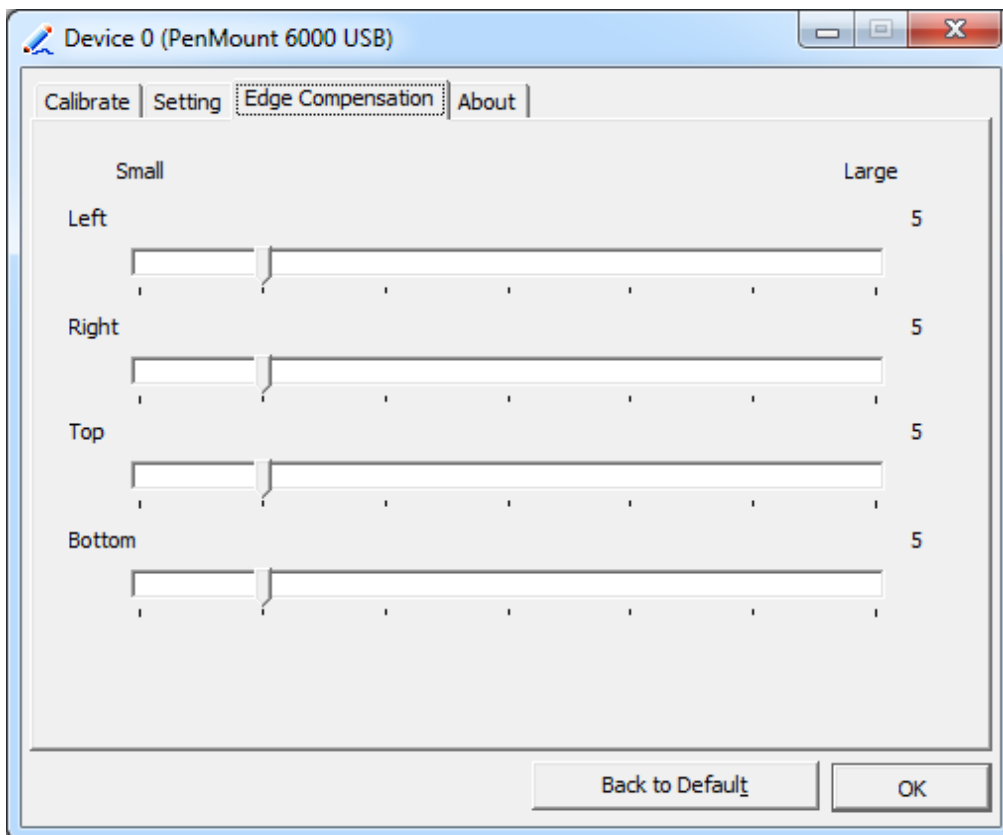 Device 0 (PenMount 6000 USB)
Calibrate Setting Edge Compensation About
Small Large
Left 5
Right 5
Top 5
Bottom 5
Back to Default OK